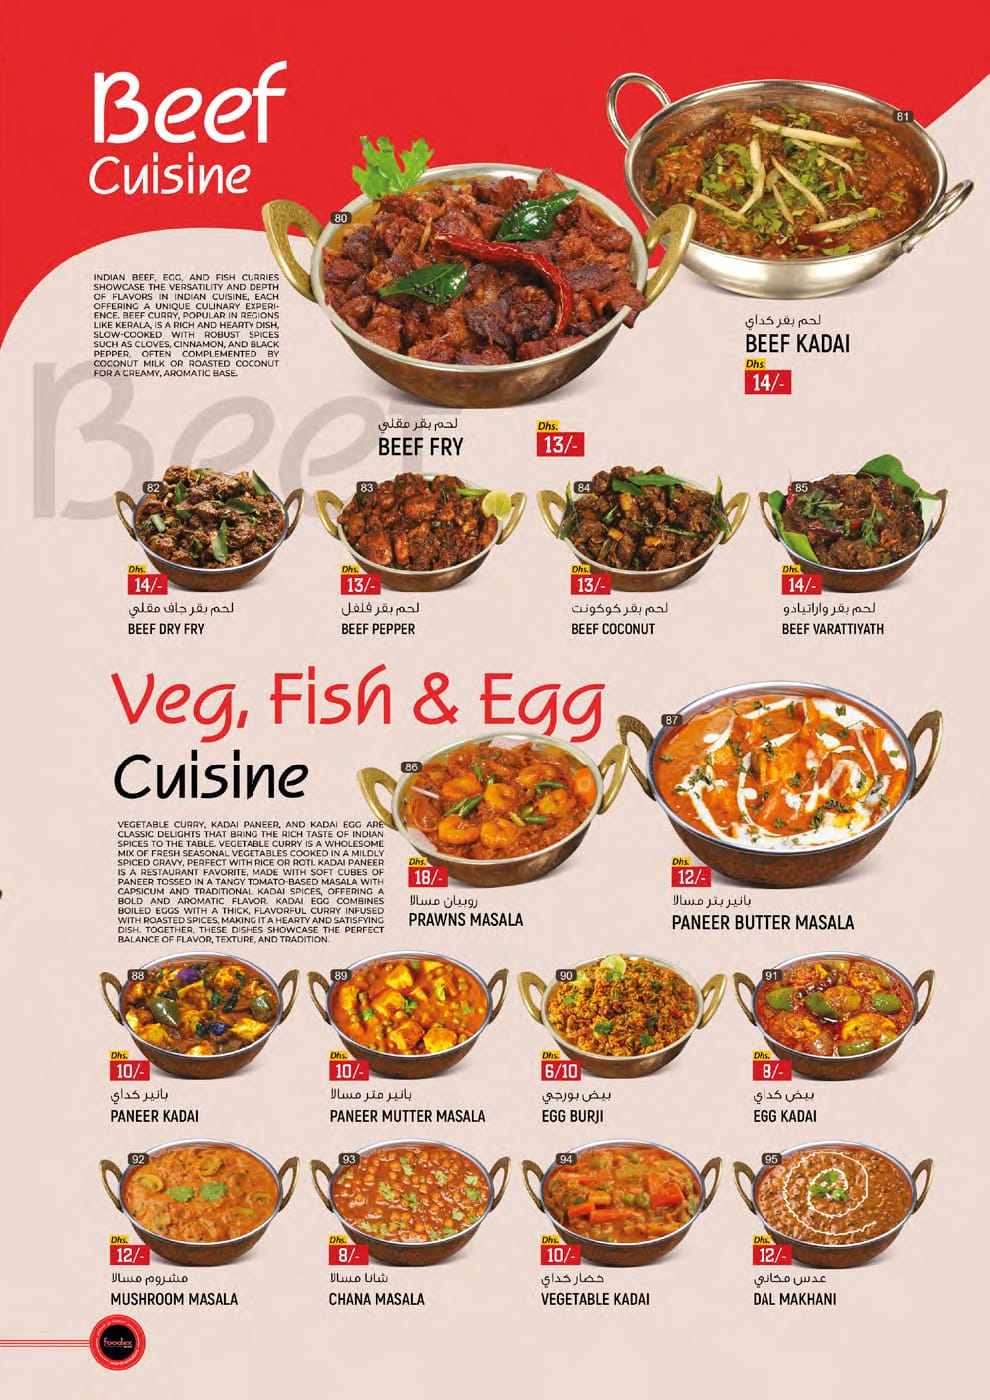 Beef
Cuisine
INDIAN BEEF, EGG, AND FISH CURRIES
SHOWCASE THE VERSATILITY AND DEPTH
OF FLAVORS IN INDIAN CUISINE, EACH
OFFERING A UNIQUE CULINARY EXPERI-
ENCE. BEEF CURRY, POPULAR IN REGIONS
LIKE KERALA, IS A RICH AND HEARTY DISH,
SLOW-COOKED WITH ROBUST SPICES
SUCH AS CLOVES, CINNAMON, AND BLACK
PEPPER, OFTEN COMPLEMENTED BY
COCONUT MILK OR ROASTED COCONUT
FOR A CREAMY, AROMATIC BASE.
Beef
80
لحم بقر مقلي
BEEF FRY
Dhs.
13/-
81
لحم بقر كداي
BEEF KADAI
Dhs.
14/-
82
Dhs.
14/-
لحم بقر جاف مقلي
BEEF DRY FRY
83
Dhs.
13/-
لحم بقر فلفل
BEEF PEPPER
84
Dhs.
13/-
لحم بقر كوكونت
BEEF COCONUT
85
Dhs.
14/-
لحم بقر واراتيادو
BEEF VARATTIYATH
Veg, Fish & Egg
Cuisine
VEGETABLE CURRY, KADAI PANEER, AND KADAI EGG ARE
CLASSIC DELIGHTS THAT BRING THE RICH TASTE OF INDIAN
SPICES TO THE TABLE. VEGETABLE CURRY IS A WHOLESOME
MIX OF FRESH SEASONAL VEGETABLES COOKED IN A MILDLY
SPICED GRAVY, PERFECT WITH RICE OR ROTI. KADAI PANEER
IS A RESTAURANT FAVORITE, MADE WITH SOFT CUBES OF
PANEER TOSSED IN A TANGY TOMATO-BASED MASALA WITH
CAPSICUM AND TRADITIONAL KADAI SPICES, OFFERING A
BOLD AND AROMATIC FLAVOR. KADAI EGG COMBINES
BOILED EGGS WITH A THICK, FLAVORFUL CURRY INFUSED
WITH ROASTED SPICES, MAKING IT A HEARTY AND SATISFYING
DISH. TOGETHER, THESE DISHES SHOWCASE THE PERFECT
BALANCE OF FLAVOR, TEXTURE, AND TRADITION.
86
Dhs.
18/-
روبيان مسالا
PRAWNS MASALA
87
Dhs.
12/-
بانير بتر مسالا
PANEER BUTTER MASALA
88
Dhs.
10/-
بانير كداي
PANEER KADAI
89
Dhs.
10/-
بانير متر مسالا
PANEER MUTTER MASALA
90
Dhs.
6/10
بيض بورجي
EGG BURJI
91
Dhs.
8/-
بيض كداي
EGG KADAI
92
Dhs.
12/-
مشروم مسالا
MUSHROOM MASALA
93
Dhs.
8/-
شانا مسالا
CHANA MASALA
94
Dhs.
10/-
خضار كداي
VEGETABLE KADAI
95
Dhs.
12/-
عدس مكاني
DAL MAKHANI
foodex